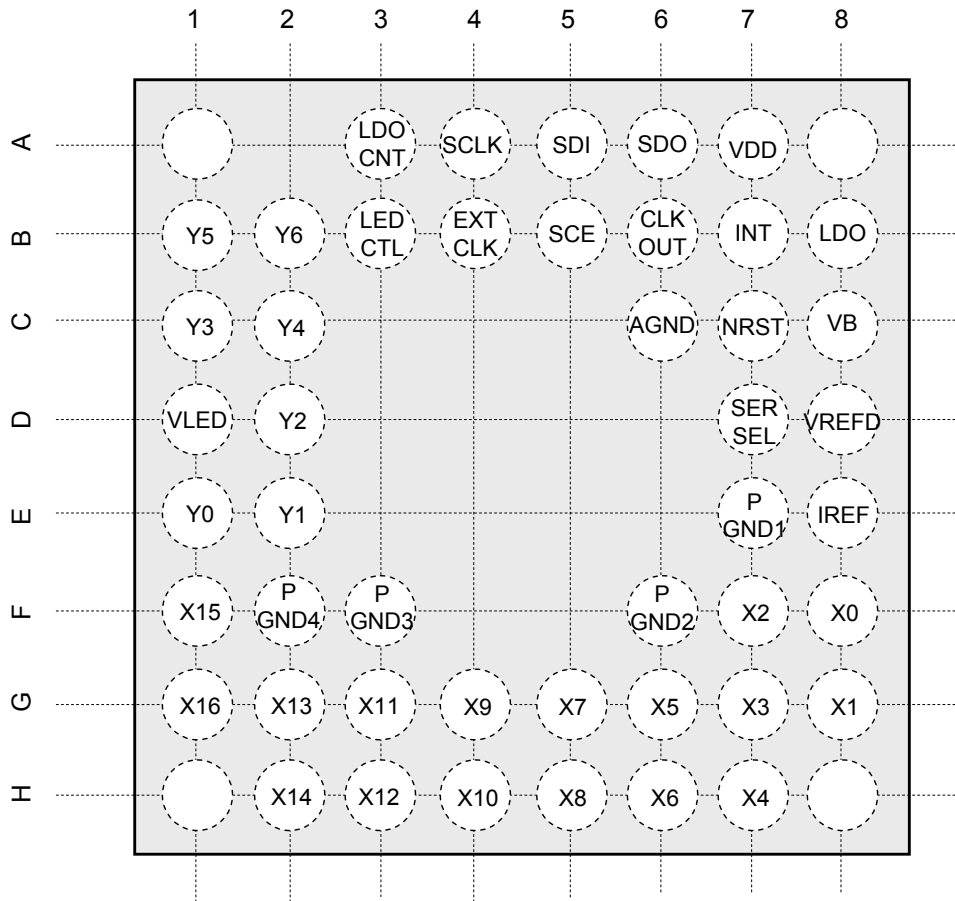 1 2 3 4 5 6 7 8
A
LDO
CNT
SCLK
SDI
SDO
VDD
B
Y5
Y6
LED
CTL
EXT
CLK
SCE
CLK
OUT
INT
LDO
C
Y3
Y4
AGND
NRST
VB
D
VLED
Y2
SER
SEL
VREFD
E
Y0
Y1
P
GND1
IREF
F
X15
P
GND4
P
GND3
P
GND2
X2
X0
G
X16
X13
X11
X9
X7
X5
X3
X1
H
X14
X12
X10
X8
X6
X4